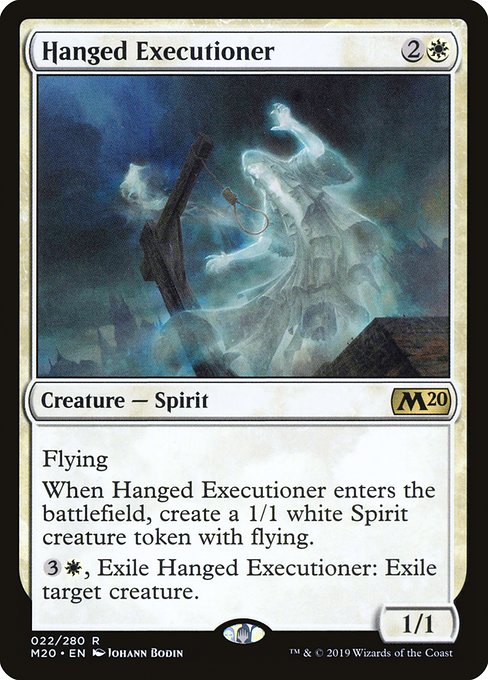 Hanged Executioner 2
Creature — Spirit M20
Flying
When Hanged Executioner enters the
battlefield, create a 1/1 white Spirit
creature token with flying.
3, Exile Hanged Executioner: Exile
target creature.
1/1
022/280 R
M20 • EN Johann Bodin ™ & © 2019 Wizards of the Coast